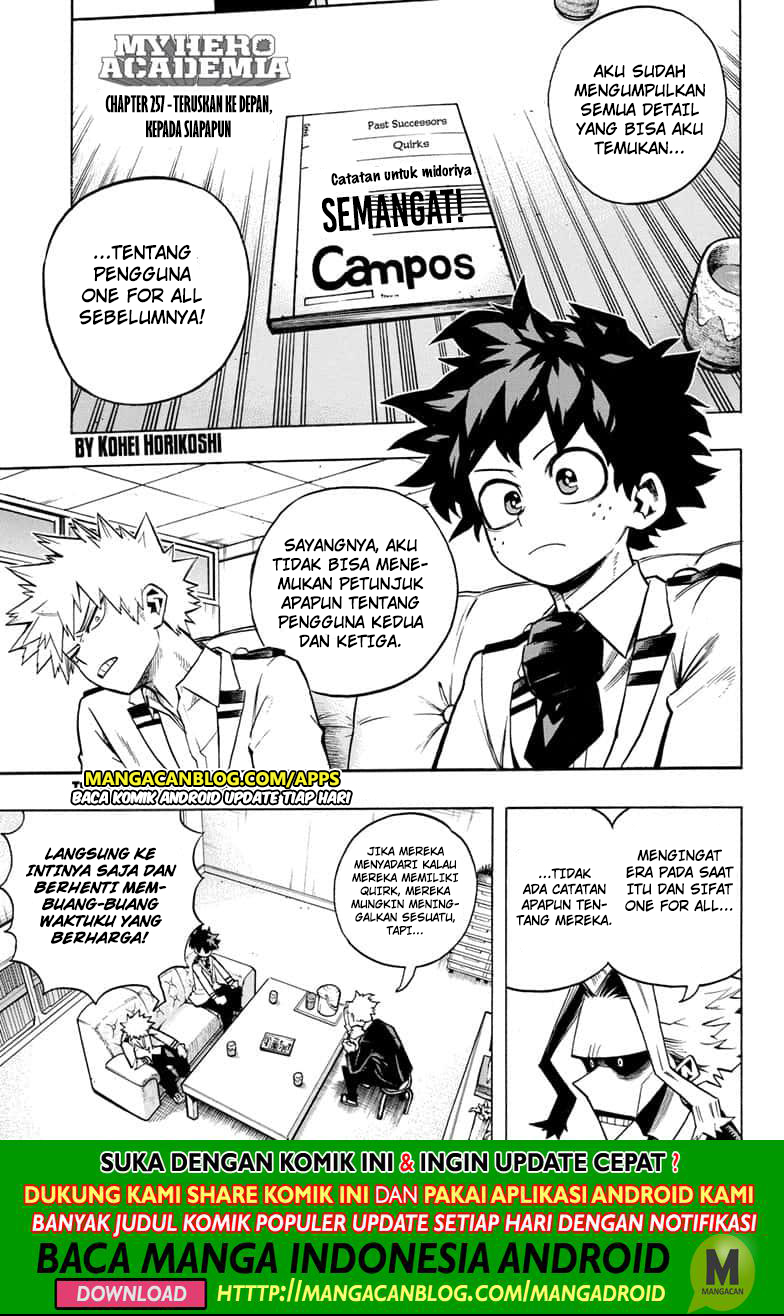 MY HERO
ACADEMIA
CHAPTER 257 - TERUSKAN KE DEPAN,
KEPADA SIAPAPUN
AKU SUDAH
MENGUMPULKAN
SEMUA DETAIL
YANG BISA AKU
TEMUKAN...
Past Successors
Quirks
Catatan untuk midoriya
SEMANGAT!
Campos
...TENTANG
PENGGUNA
ONE FOR ALL
SEBELUMNYA!
BY KOHEI HORIKOSHI
SAYANGNYA, AKU
TIDAK BISA MENE-
MUKAN PETUNJUK
APAPUN TENTANG
PENGGUNA KEDUA
DAN KETIGA.
MANGACANBLOG.COM/APPS
BACA KOMIK ANDROID UPDATE TIAP HARI
MENGINGAT
ERA PADA SAAT
ITU DAN SIFAT
ONE FOR ALL...
...TIDAK
ADA CATATAN
APAPUN TEN-
TANG MEREKA.
JIKA MEREKA
MENYADARI KALAU
MEREKA MEMILIKI
QUIRK, MEREKA
MUNGKIN MENING-
GALKAN SESUATU,
TAPI...
LANGSUNG KE
INTINYA SAJA DAN
BERHENTI MEM-
BUANG-BUANG
WAKTUKU YANG
BERHARGA!
SUKA DENGAN KOMIK INI & INGIN UPDATE CEPAT ?
DUKUNG KAMI SHARE KOMIK INI DAN PAKAI APLIKASI ANDROID KAMI
BANYAK JUDUL KOMIK POPULER UPDATE SETIAP HARI DENGAN NOTIFIKASI
BACA MANGA INDONESIA ANDROID
M
MANGACAN
DOWNLOAD
HTTTP://MANGACANBLOG.COM/MANGADROID